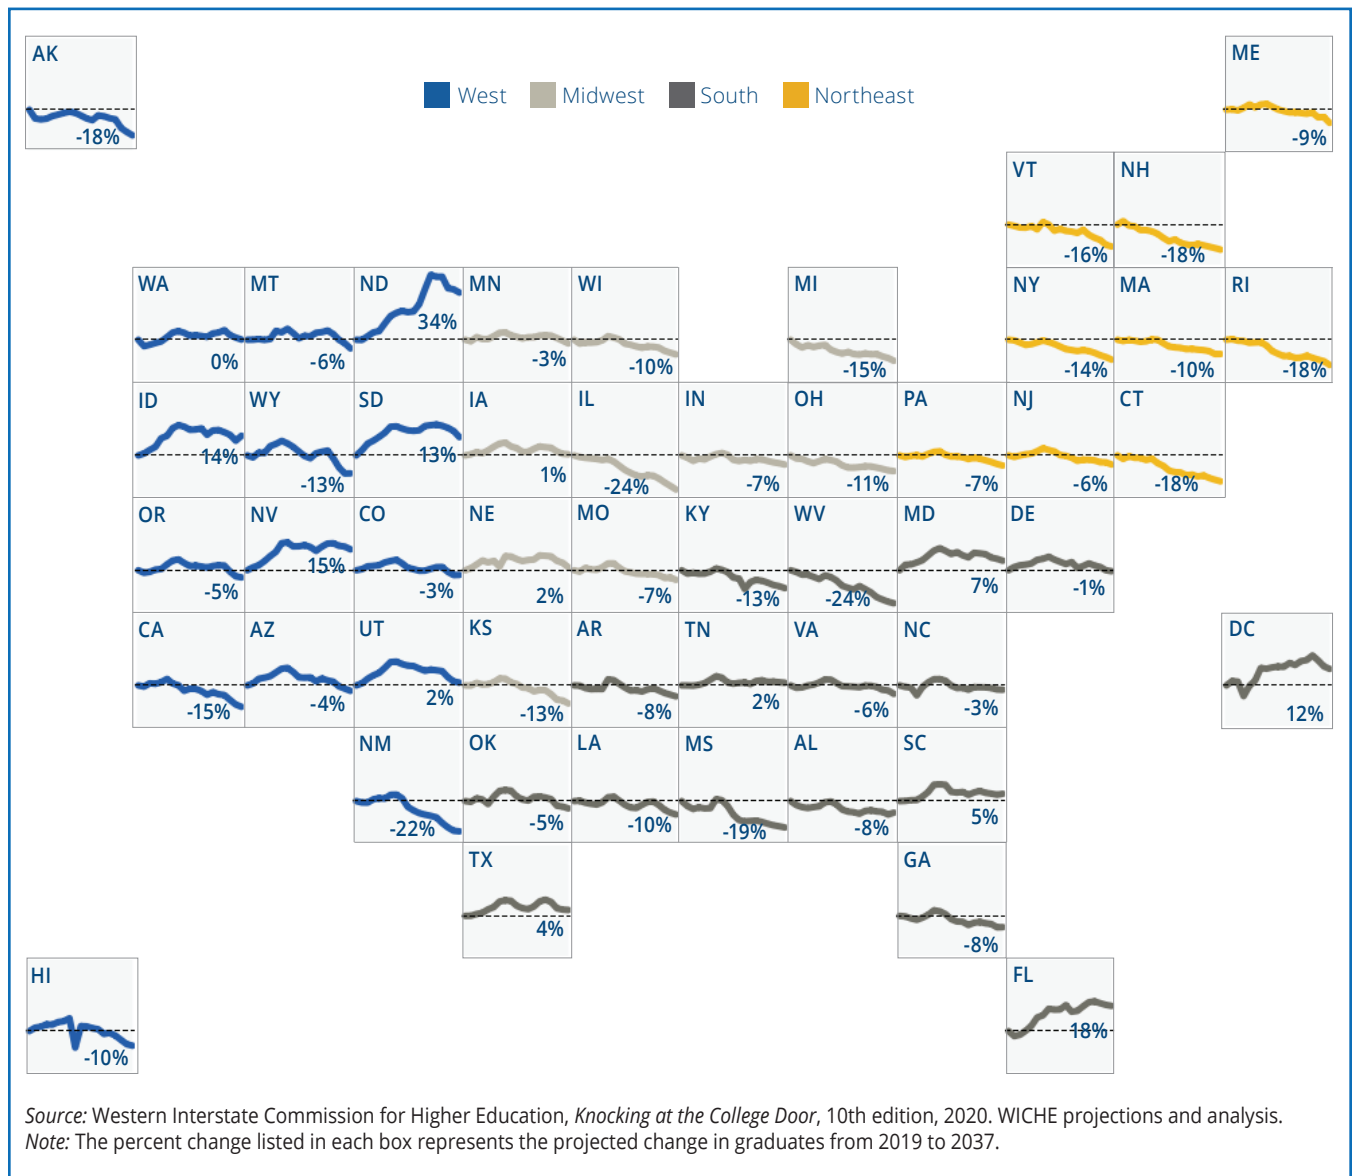 AK
-18%
West Midwest South Northeast
ME
-9%
VT
-16%
NH
-18%
WA
0%
MT
-6%
ND
34%
MN
-3%
WI
-10%
MI
-15%
NY
-14%
MA
-10%
RI
-18%
ID
14%
WY
-13%
SD
13%
IA
1%
IL
-24%
IN
-7%
OH
-11%
PA
-7%
NJ
-6%
CT
-18%
OR
-5%
NV
15%
CO
-3%
NE
2%
MO
-7%
KY
-13%
WV
-24%
MD
7%
DE
-1%
CA
-15%
AZ
-4%
UT
2%
KS
-13%
AR
-8%
TN
2%
VA
-6%
NC
-3%
DC
12%
NM
-22%
OK
-5%
LA
-10%
MS
-19%
AL
-8%
SC
5%
TX
4%
GA
-8%
HI
-10%
FL
18%
Source: Western Interstate Commission for Higher Education, Knocking at the College Door, 10th edition, 2020. WICHE projections and analysis.
Note: The percent change listed in each box represents the projected change in graduates from 2019 to 2037.